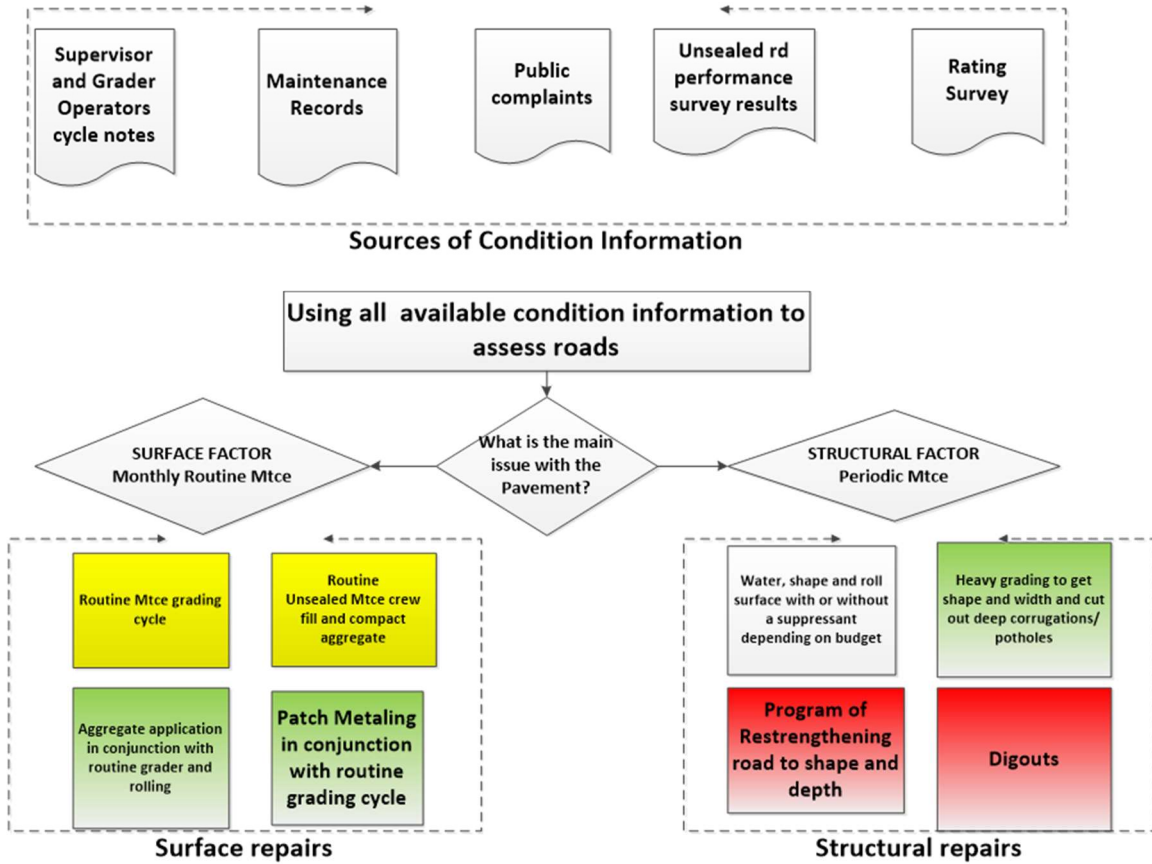 Supervisor
and Grader
Operators
cycle notes
Maintenance
Records
Public
complaints
Unsealed rd
performance
survey results
Rating
Survey
Sources of Condition Information
Using all available condition information to
assess roads
SURFACE FACTOR
Monthly Routine Mtce
What is the main
issue with the
Pavement?
STRUCTURAL FACTOR
Periodic Mtce
Routine Mtce grading
cycle
Routine
Unsealed Mtce crew
fill and compact
aggregate
Water, shape and roll
surface with or without
a suppressant
depending on budget
Heavy grading to get
shape and width and cut
out deep corrugations/
potholes
Aggregate application
in conjunction with
routine grader and
rolling
Patch Metaling
in conjunction
with routine
grading cycle
Program of
Restrengthening
road to shape and
depth
Digouts
Surface repairs
Structural repairs